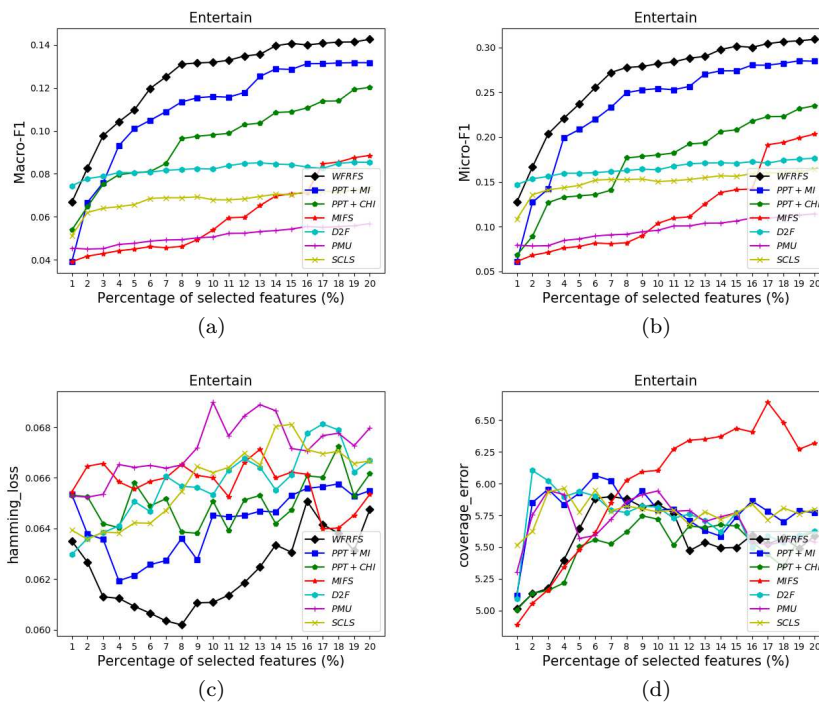 Entertain
Macro-F1
0.14
0.12
0.10
0.08
0.06
0.04
WFRFS
PPT + MI
PPT + CHI
MIFS
D2F
PMU
SCLS
1 2 3 4 5 6 7 8 9 10 11 12 13 14 15 16 17 18 19 20
Percentage of selected features (%)
(a)
Entertain
Micro-F1
0.30
0.25
0.20
0.15
0.10
0.05
WFRFS
PPT + MI
PPT + CHI
MIFS
D2F
PMU
SCLS
1 2 3 4 5 6 7 8 9 10 11 12 13 14 15 16 17 18 19 20
Percentage of selected features (%)
(b)
Entertain
hamming_loss
0.068
0.066
0.064
0.062
0.060
WFRFS
PPT + MI
PPT + CHI
MIFS
D2F
PMU
SCLS
1 2 3 4 5 6 7 8 9 10 11 12 13 14 15 16 17 18 19 20
Percentage of selected features (%)
(c)
Entertain
coverage_error
6.50
6.25
6.00
5.75
5.50
5.25
5.00
WFRFS
PPT + MI
PPT + CHI
MIFS
D2F
PMU
SCLS
1 2 3 4 5 6 7 8 9 10 11 12 13 14 15 16 17 18 19 20
Percentage of selected features (%)
(d)